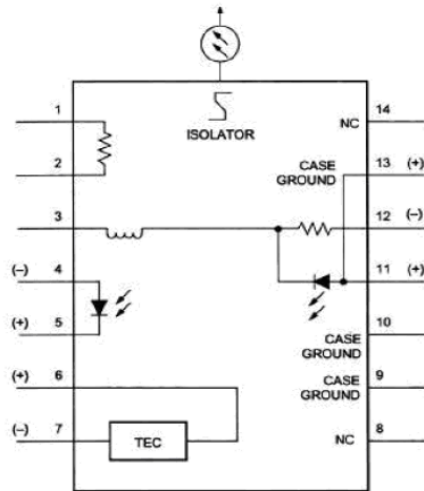 ISOLATOR
1
2
3
(–) 4
(+) 5
(+) 6
(–) 7
TEC
NC 14
CASE
GROUND 13 (+)
12 (–)
11 (+)
10
CASE
GROUND
CASE
GROUND 9
NC 8